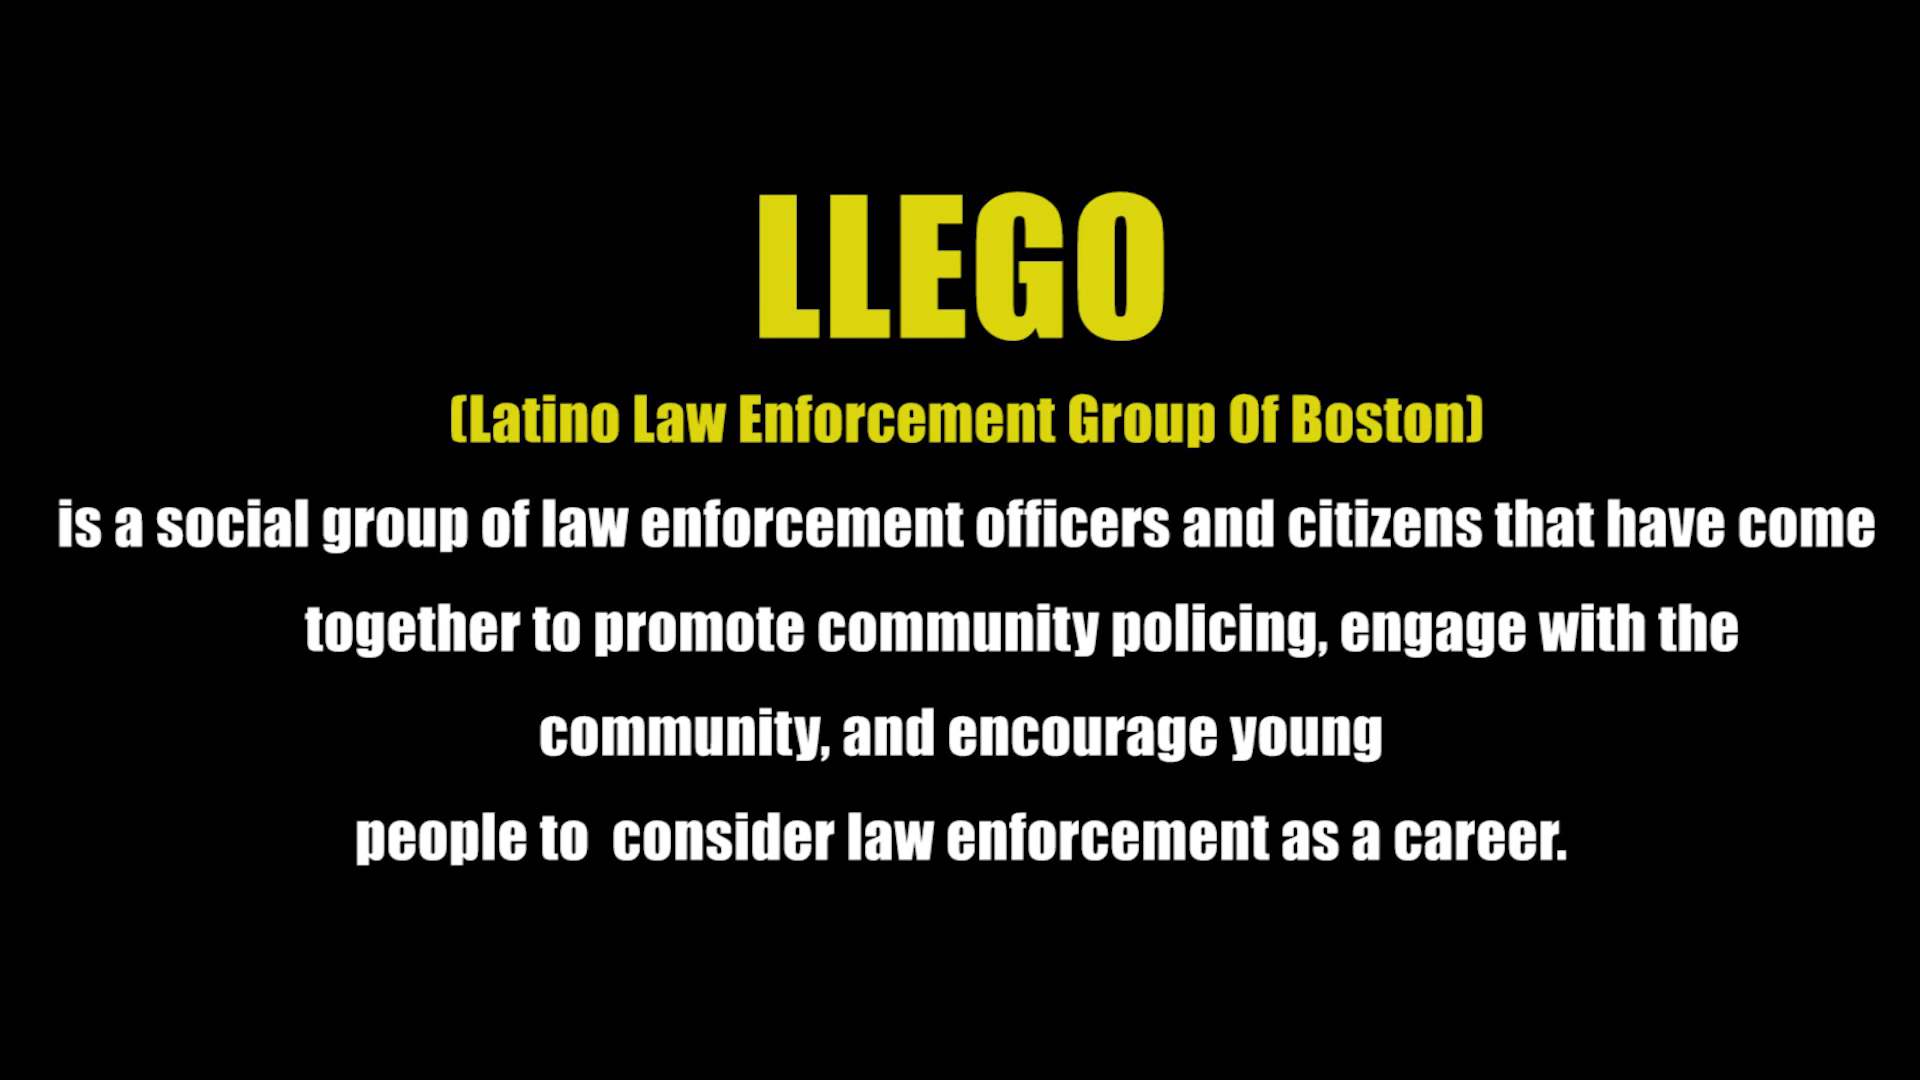 LLEGO
(Latino Law Enforcement Group Of Boston)
is a social group of law enforcement officers and citizens that have come
together to promote community policing, engage with the
community, and encourage young
people to  consider law enforcement as a career.